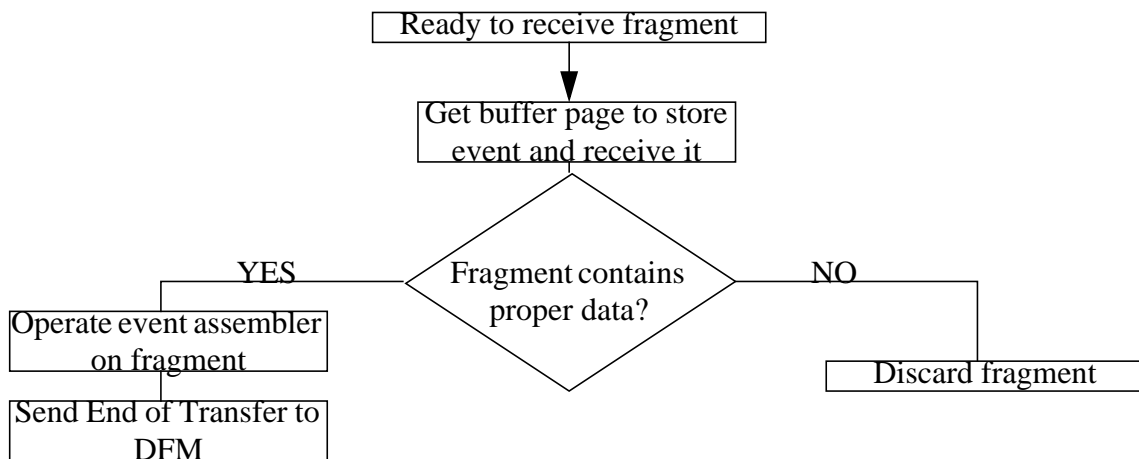 Ready to receive fragment
Get buffer page to store
event and receive it
YES
NO
Fragment contains
proper data?
Operate event assembler
on fragment
Discard fragment
Send End of Transfer to
DFM